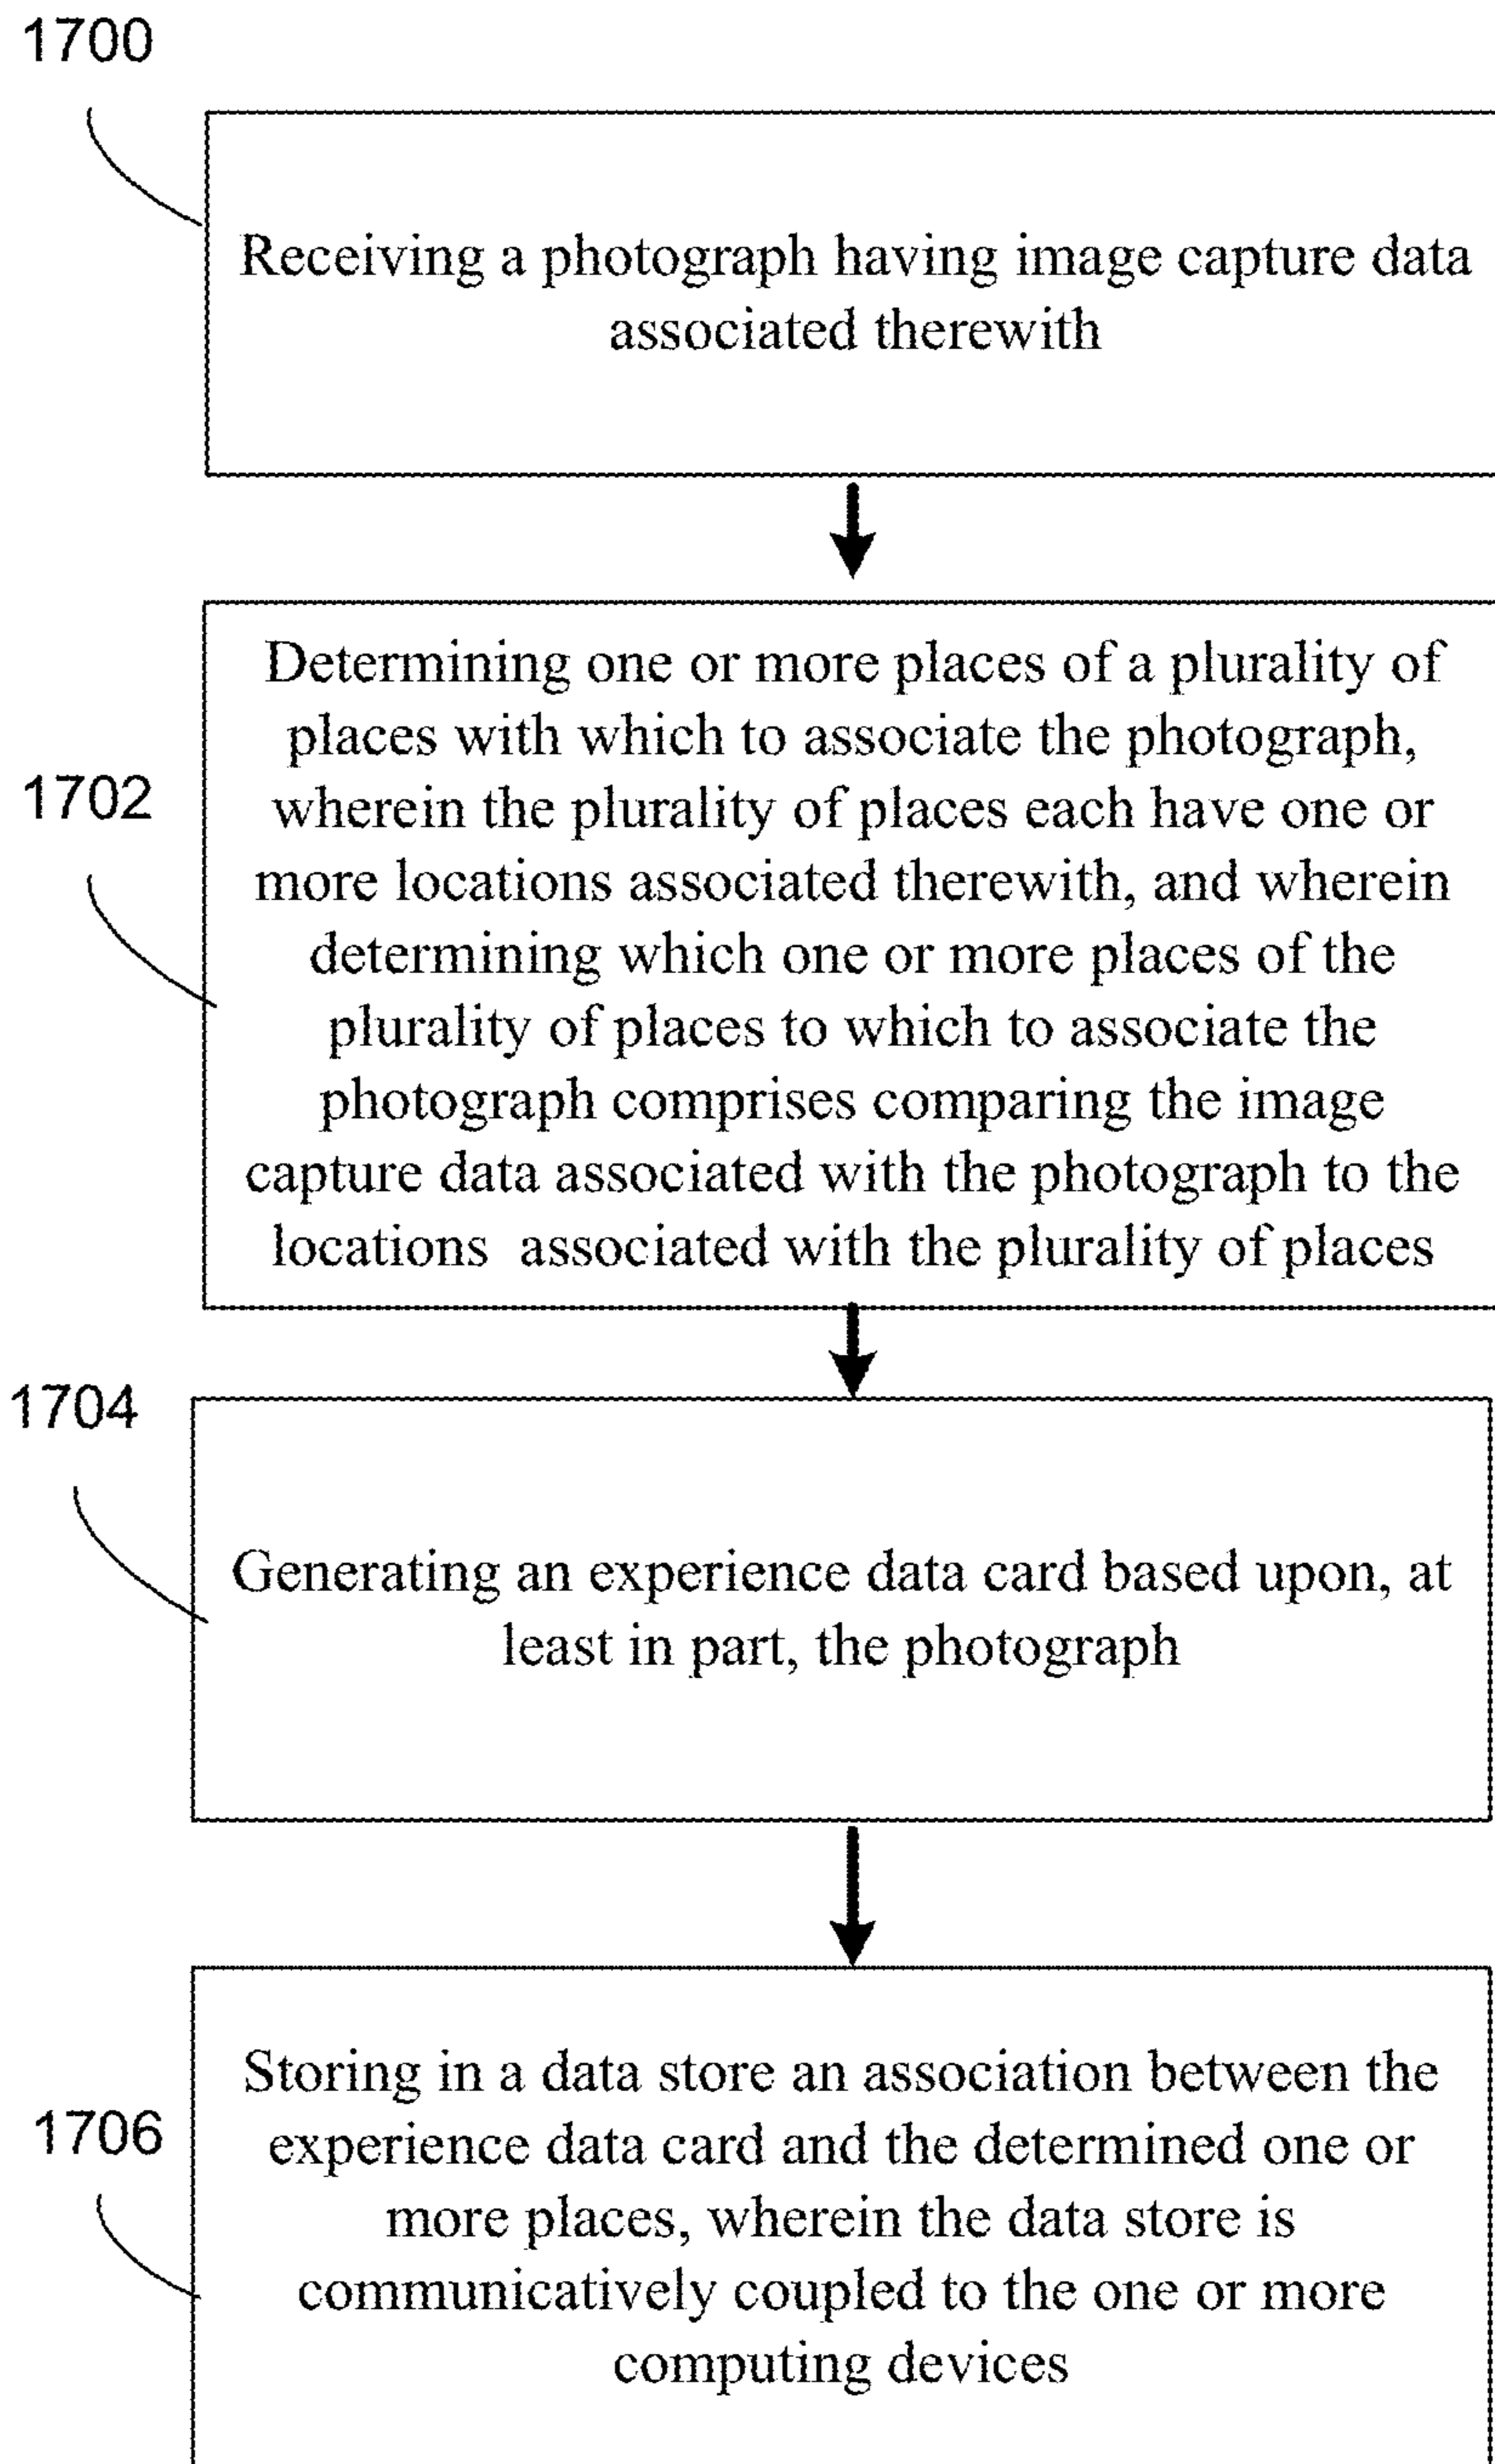 1700
Receiving a photograph having image capture data
associated therewith
Determining one or more places of a plurality of
places with which to associate the photograph,
1702
wherein the plurality of places each have one or
more locations associated therewith, and wherein
determining which one or more places of the
plurality of places to which to associate the
photograph comprises comparing the image
capture data associated with the photograph to the
locations associated with the plurality of places
1704
Generating an experience data card based upon, at
least in part, the photograph
1706
Storing in a data store an association between the
experience data card and the determined one or
more places, wherein the data store is
communicatively coupled to the one or more
computing devices